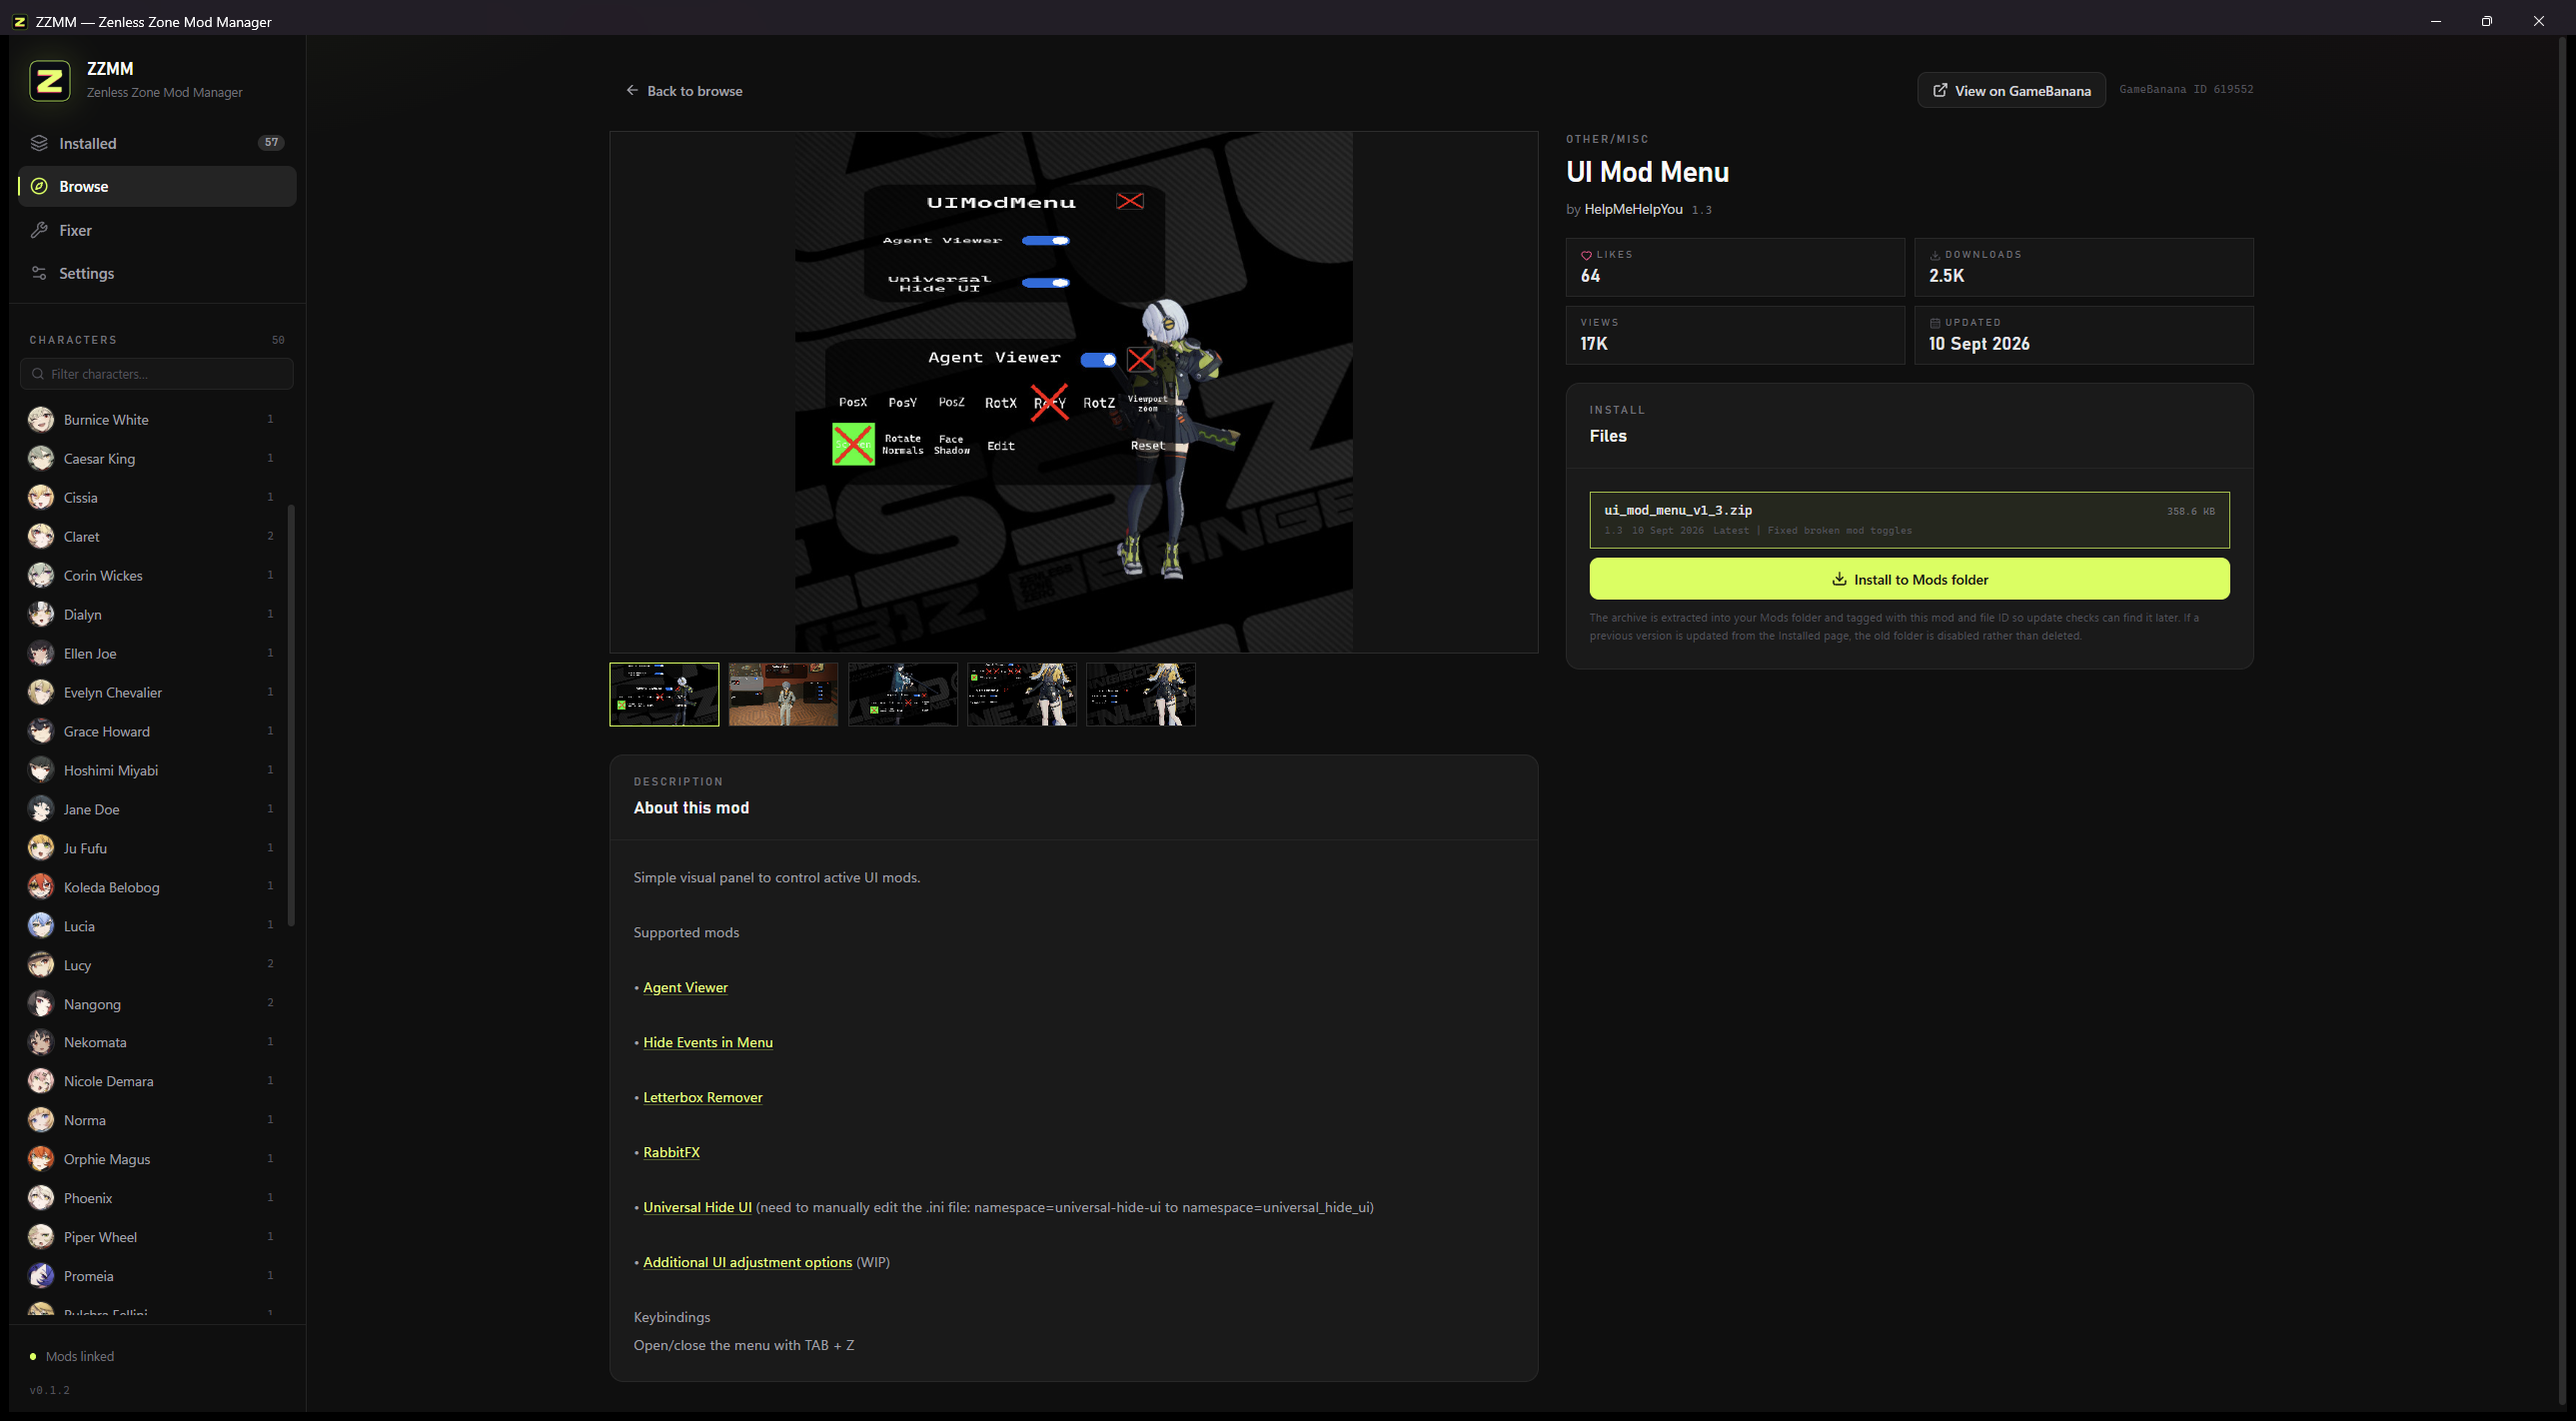 ZZMM — Zenless Zone Mod Manager
ZZMM
Zenless Zone Mod Manager
Installed 57
Browse
Fixer
Settings
CHARACTERS 50
Filter characters...
Burnice White 1
Caesar King 1
Cissia 1
Claret 2
Corin Wickes 1
Dialyn 1
Ellen Joe 1
Evelyn Chevalier 1
Grace Howard 1
Hoshimi Miyabi 1
Jane Doe 1
Ju Fufu 1
Koleda Belobog 1
Lucia 1
Lucy 2
Nangong 2
Nekomata 1
Nicole Demara 1
Norma 1
Orphie Magus 1
Phoenix 1
Piper Wheel 1
Promeia 1
Pulchra Fellini 1
Mods linked
v0.1.2
Back to browse
View on GameBanana
GameBanana ID 619552
UIModMenu
Agent Viewer
Universal
Hide UI
Agent Viewer
PosX PosY PosZ RotX RotY RotZ Viewport zoom
Rotate Normals Face Shadow Edit Reset
DESCRIPTION
About this mod
Simple visual panel to control active UI mods.
Supported mods
• Agent Viewer
• Hide Events in Menu
• Letterbox Remover
• RabbitFX
• Universal Hide UI (need to manually edit the .ini file: namespace=universal-hide-ui to namespace=universal_hide_ui)
• Additional UI adjustment options (WIP)
Keybindings
Open/close the menu with TAB + Z
OTHER/MISC
UI Mod Menu
by HelpMeHelpYou 1.3
LIKES
64
DOWNLOADS
2.5K
VIEWS
17K
UPDATED
10 Sept 2026
INSTALL
Files
ui_mod_menu_v1_3.zip 358.6 KB
1.3 10 Sept 2026 Latest | Fixed broken mod toggles
Install to Mods folder
The archive is extracted into your Mods folder and tagged with this mod and file ID so update checks can find it later. If a
previous version is updated from the Installed page, the old folder is disabled rather than deleted.